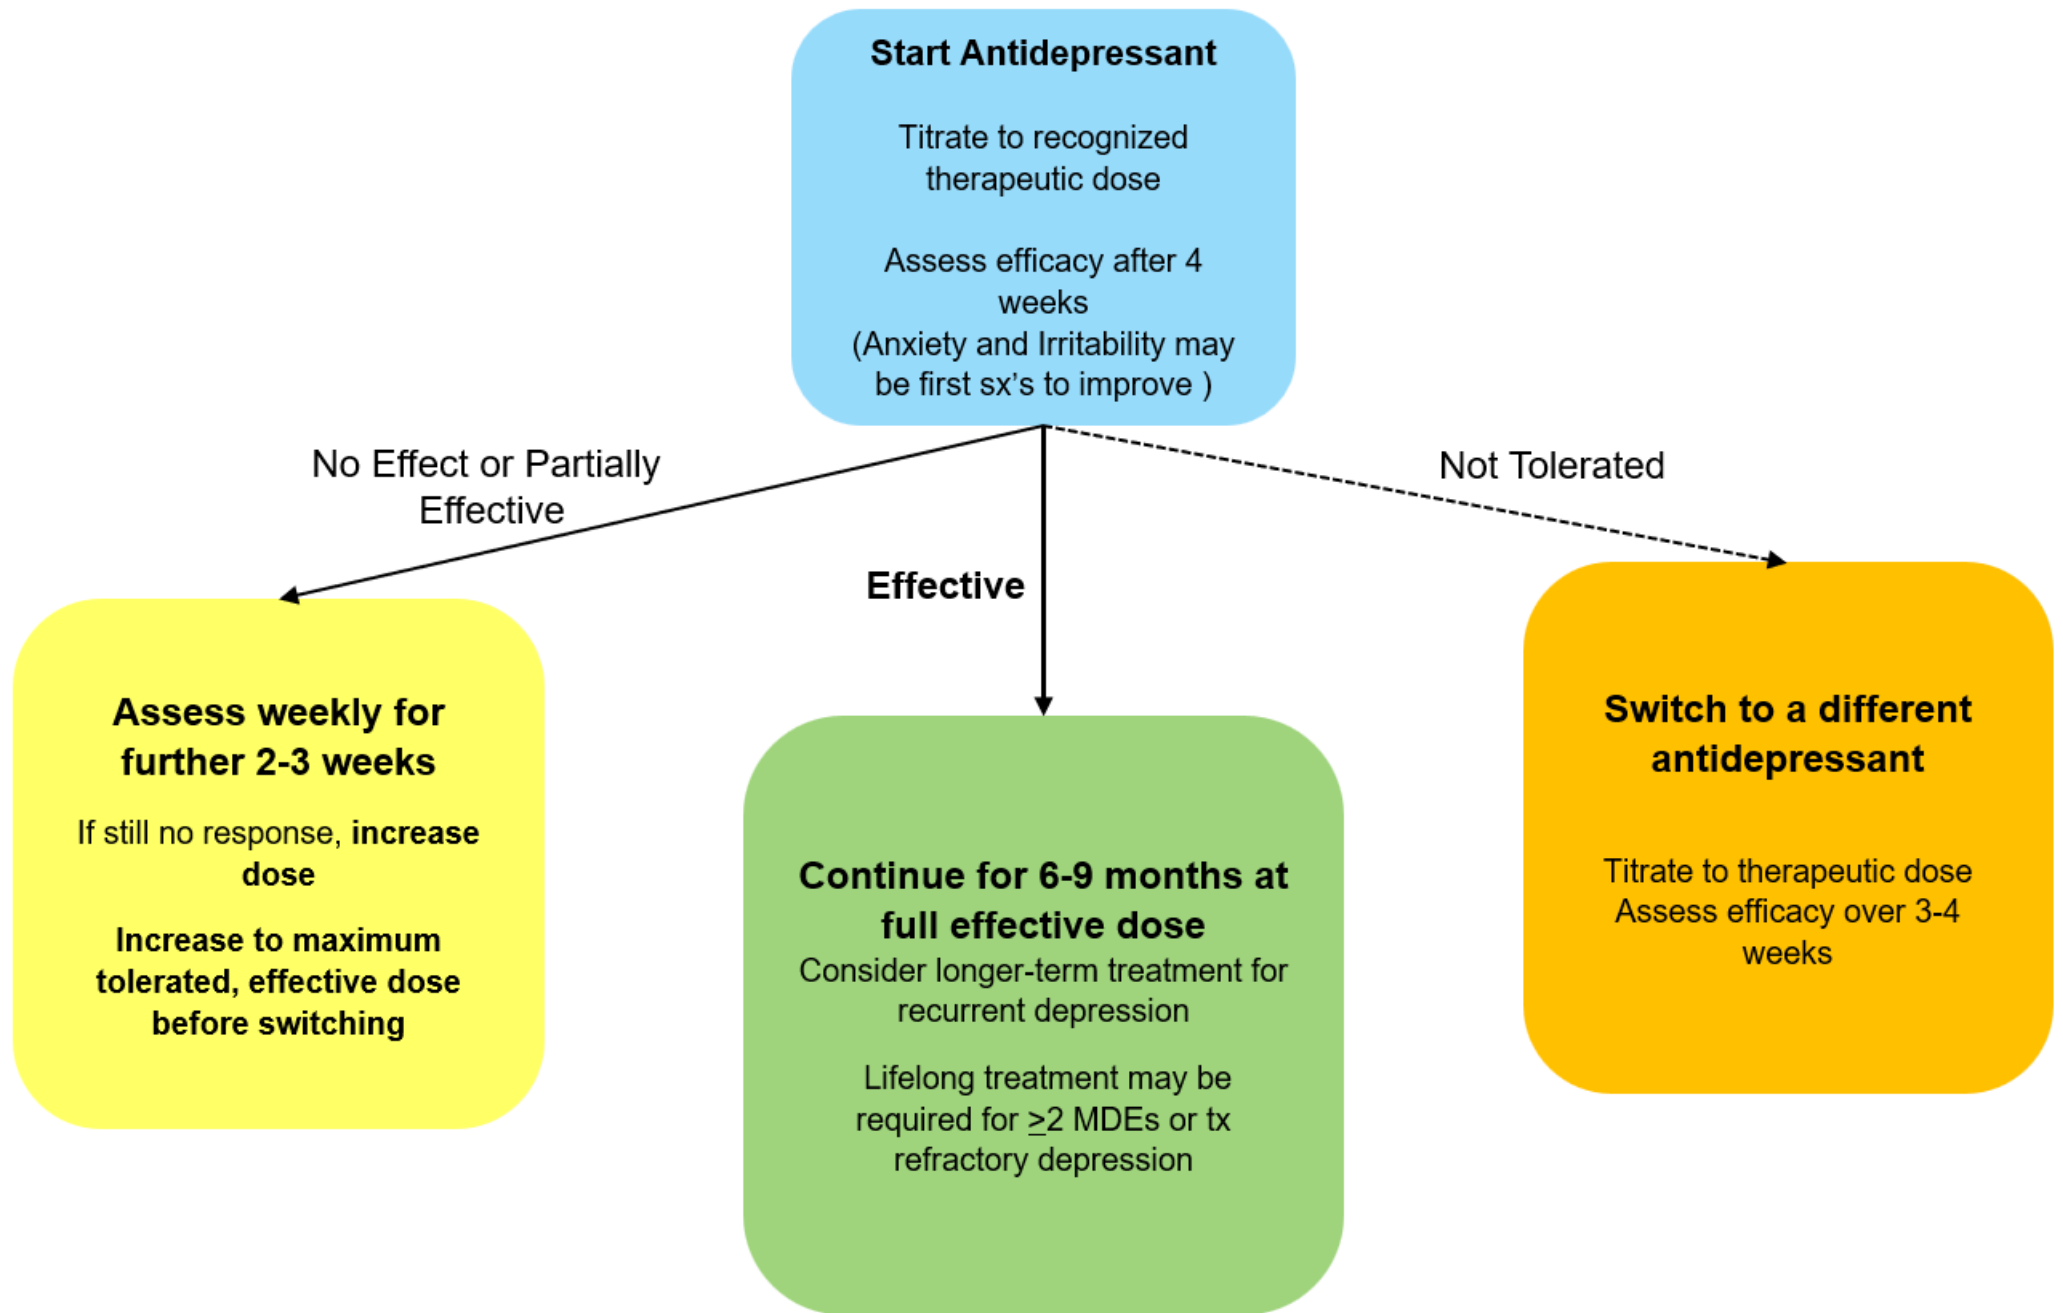 Start Antidepressant
Titrate to recognized
therapeutic dose
Assess efficacy after 4
weeks
(Anxiety and Irritability may
be first sx's to improve )
No Effect or Partially
Effective
Effective
Not Tolerated
Assess weekly for
further 2-3 weeks
If still no response, increase
dose
Increase to maximum
tolerated, effective dose
before switching
Continue for 6-9 months at
full effective dose
Consider longer-term treatment for
recurrent depression
Lifelong treatment may be
required for >2 MDEs or tx
refractory depression
Switch to a different
antidepressant
Titrate to therapeutic dose
Assess efficacy over 3-4
weeks